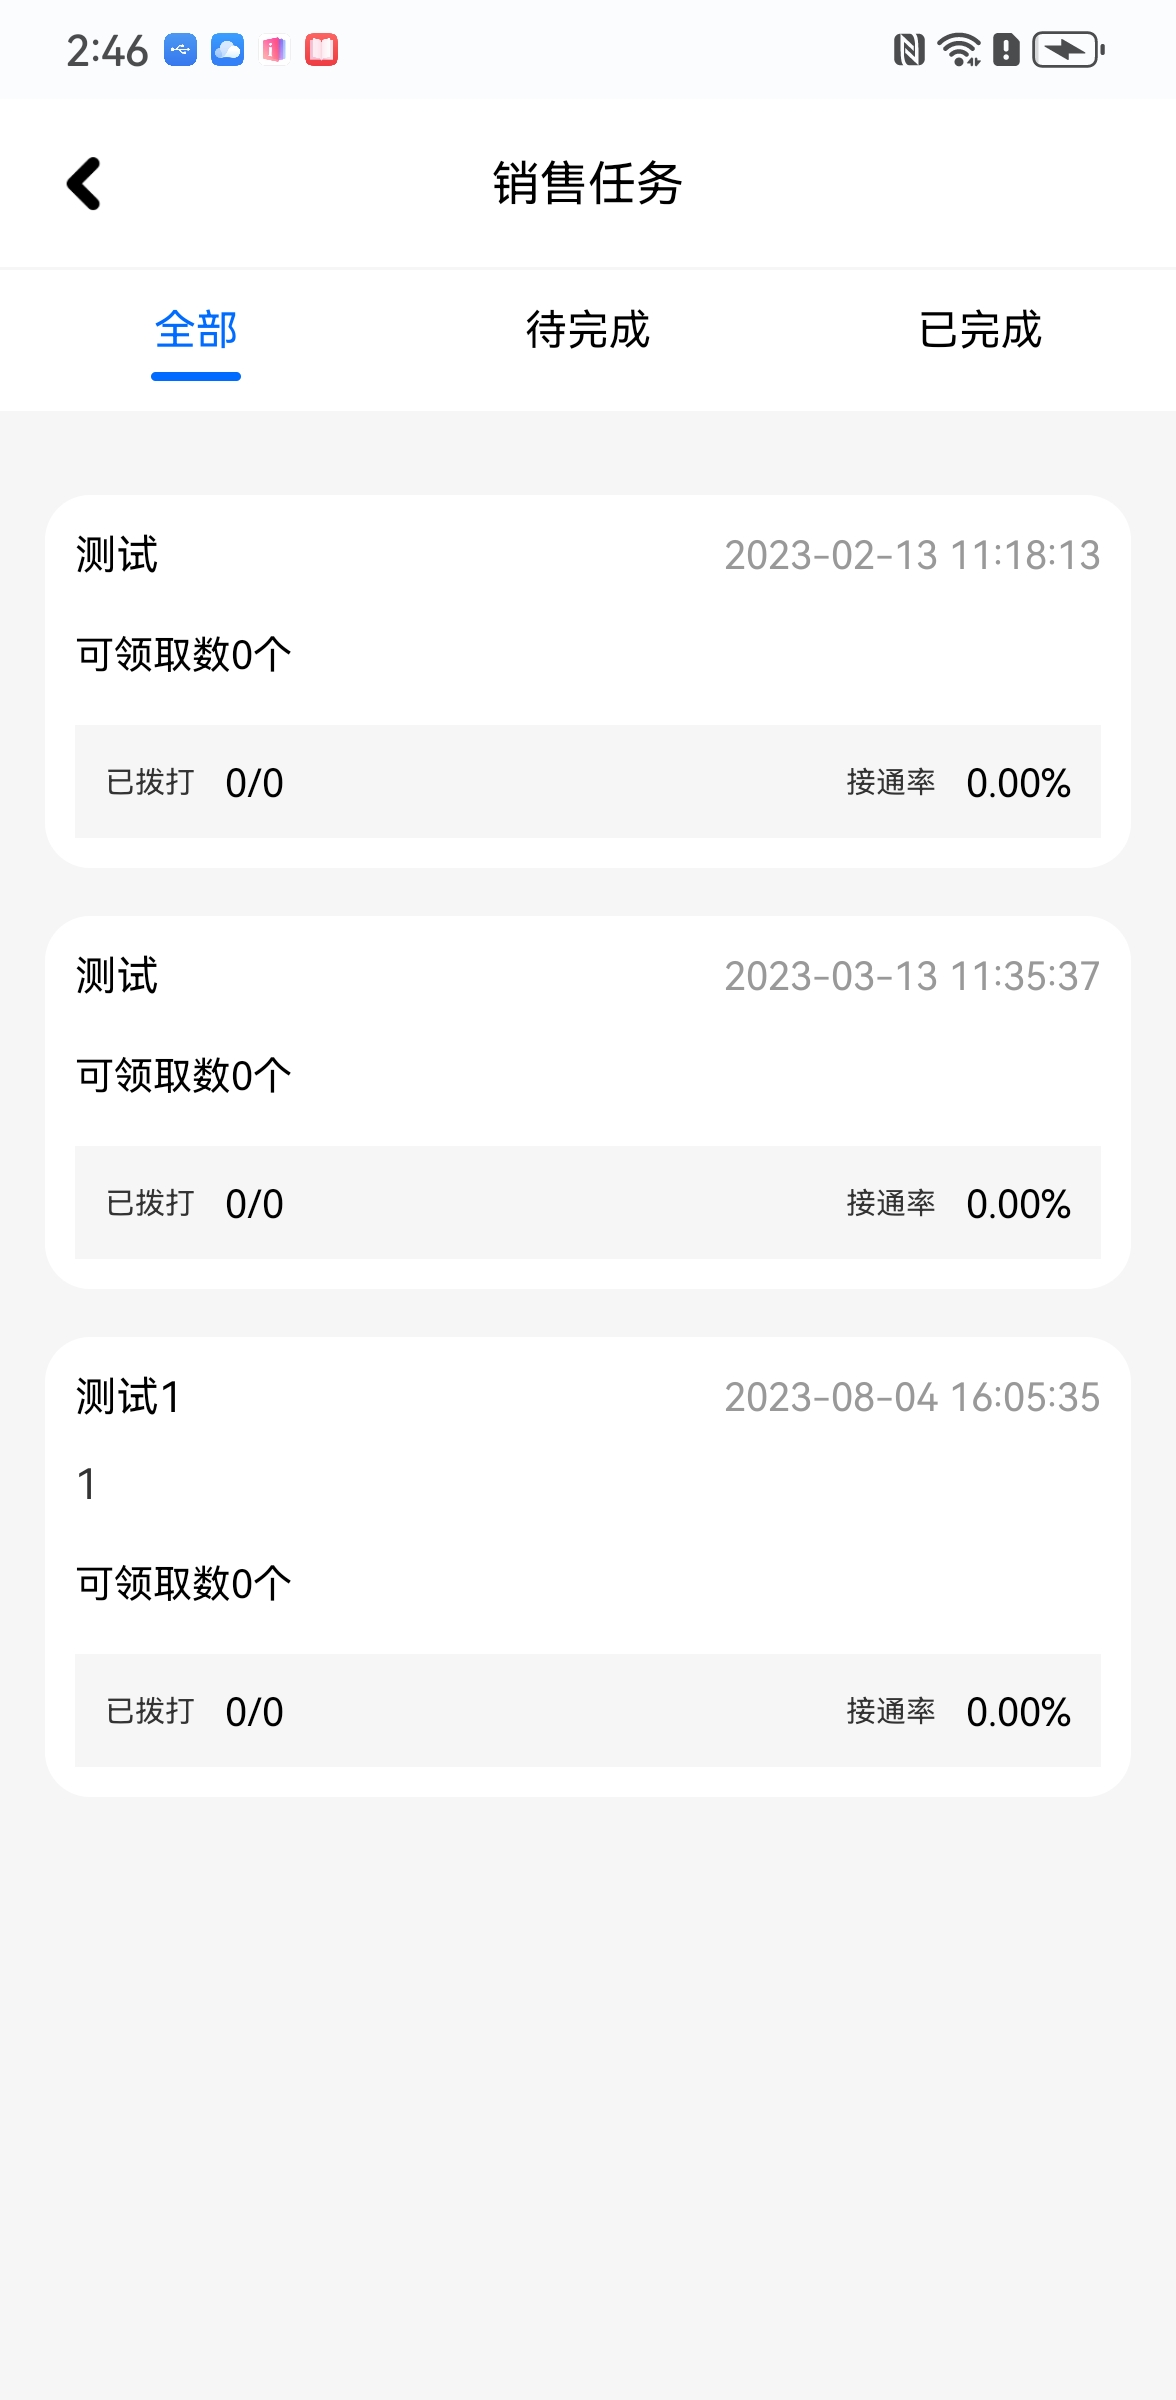 2:46
销售任务
全部 待完成 已完成
测试 2023-02-13 11:18:13
可领取数0个
已拨打 0/0 接通率 0.00%
测试 2023-03-13 11:35:37
可领取数0个
已拨打 0/0 接通率 0.00%
测试1 2023-08-04 16:05:35
1
可领取数0个
已拨打 0/0 接通率 0.00%